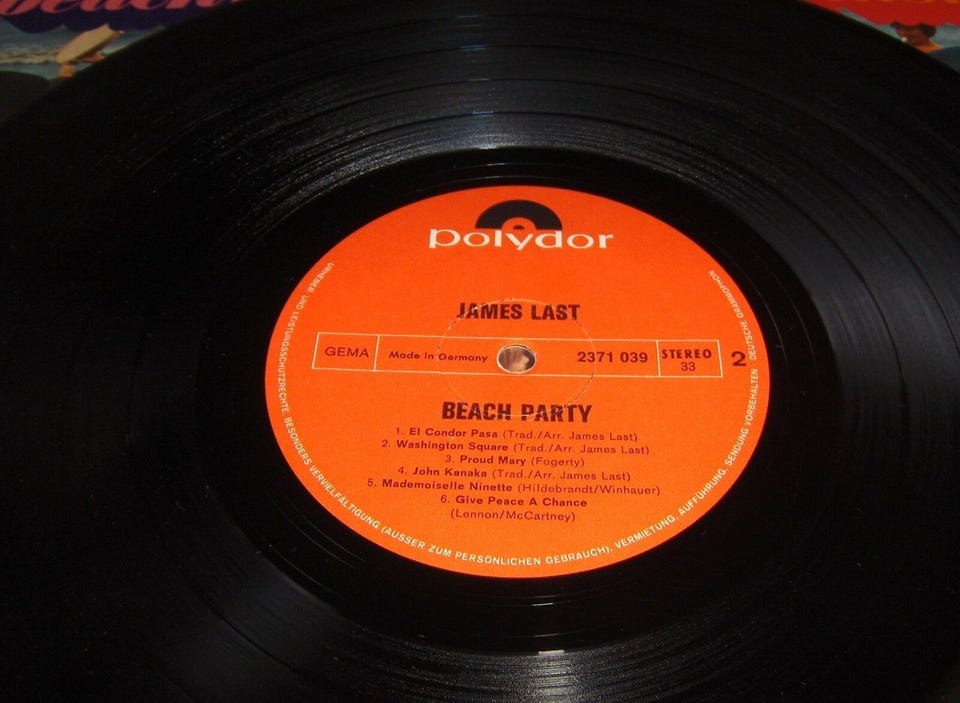 polydor
JAMES LAST
GEMA
Made in Germany
2371 039
STEREO
33
2
BEACH PARTY
1. El Condor Pasa (Trad./Arr. James Last)
2. Washington Square (Trad./Arr. James Last)
3. Proud Mary (Fogerty)
4. John Kanaka (Trad./Arr. James Last)
5. Mademoiselle Ninette (Hildebrandt/Winhauer)
6. Give Peace A Chance
(Lennon/McCartney)
URHEBER- UND LEISTUNGSSCHUTZRECHTE, BESONDERS VERVIELFÄLTIGUNG (AUSSER ZUM PERSÖNLICHEN GEBRAUCH), VERMIETUNG, AUFFÜHRUNG, SENDUNG VORBEHALTEN DEUTSCHE GRAMMOPHON